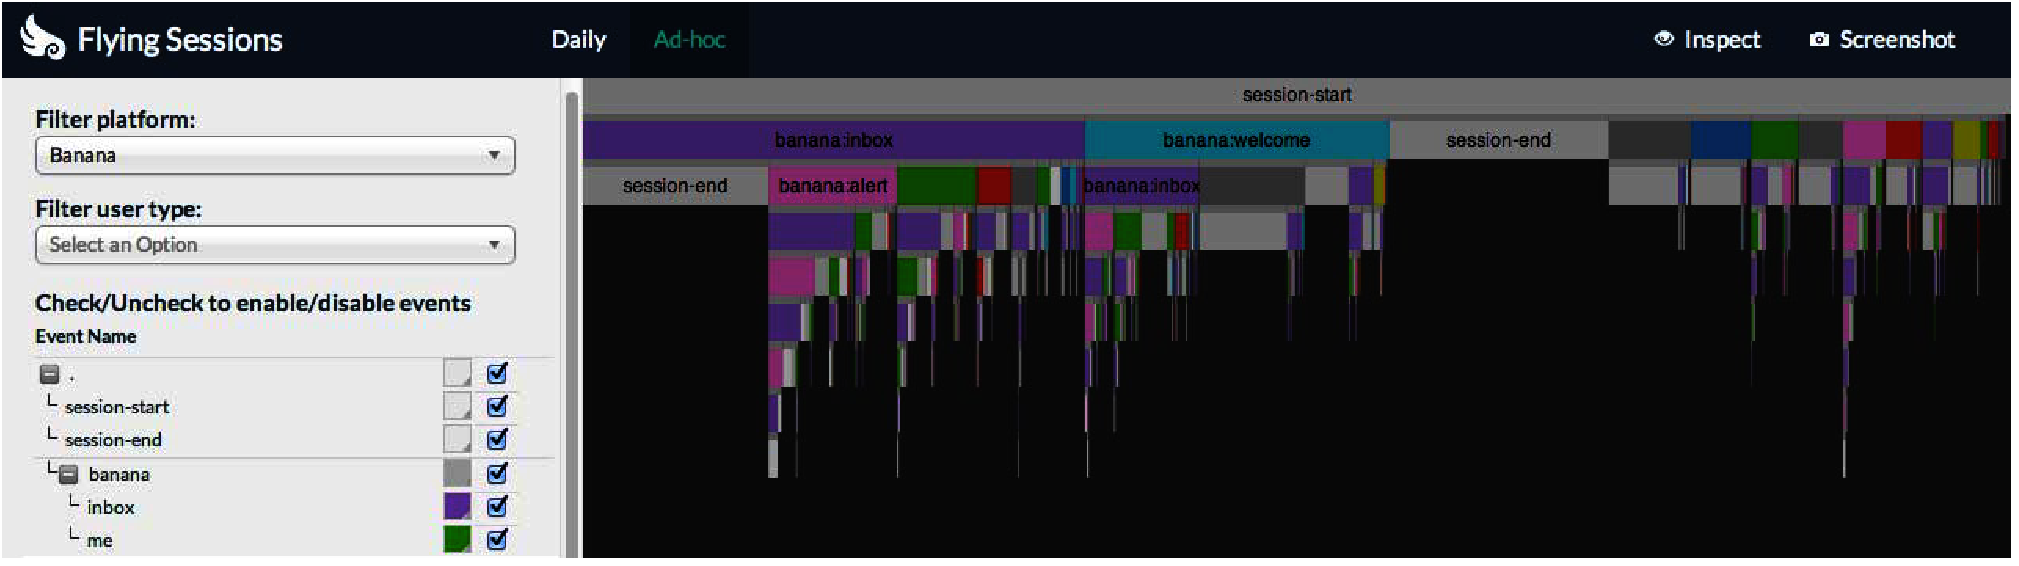 Flying Sessions
Daily
Ad-hoc
Inspect
Screenshot
Filter platform:
Banana
Filter user type:
Select an Option
Check/Uncheck to enable/disable events
Event Name
.
session-start
session-end
banana
inbox
me
session-start
banana:inbox
banana:welcome
session-end
session-end
banana:alert
banana:inbox